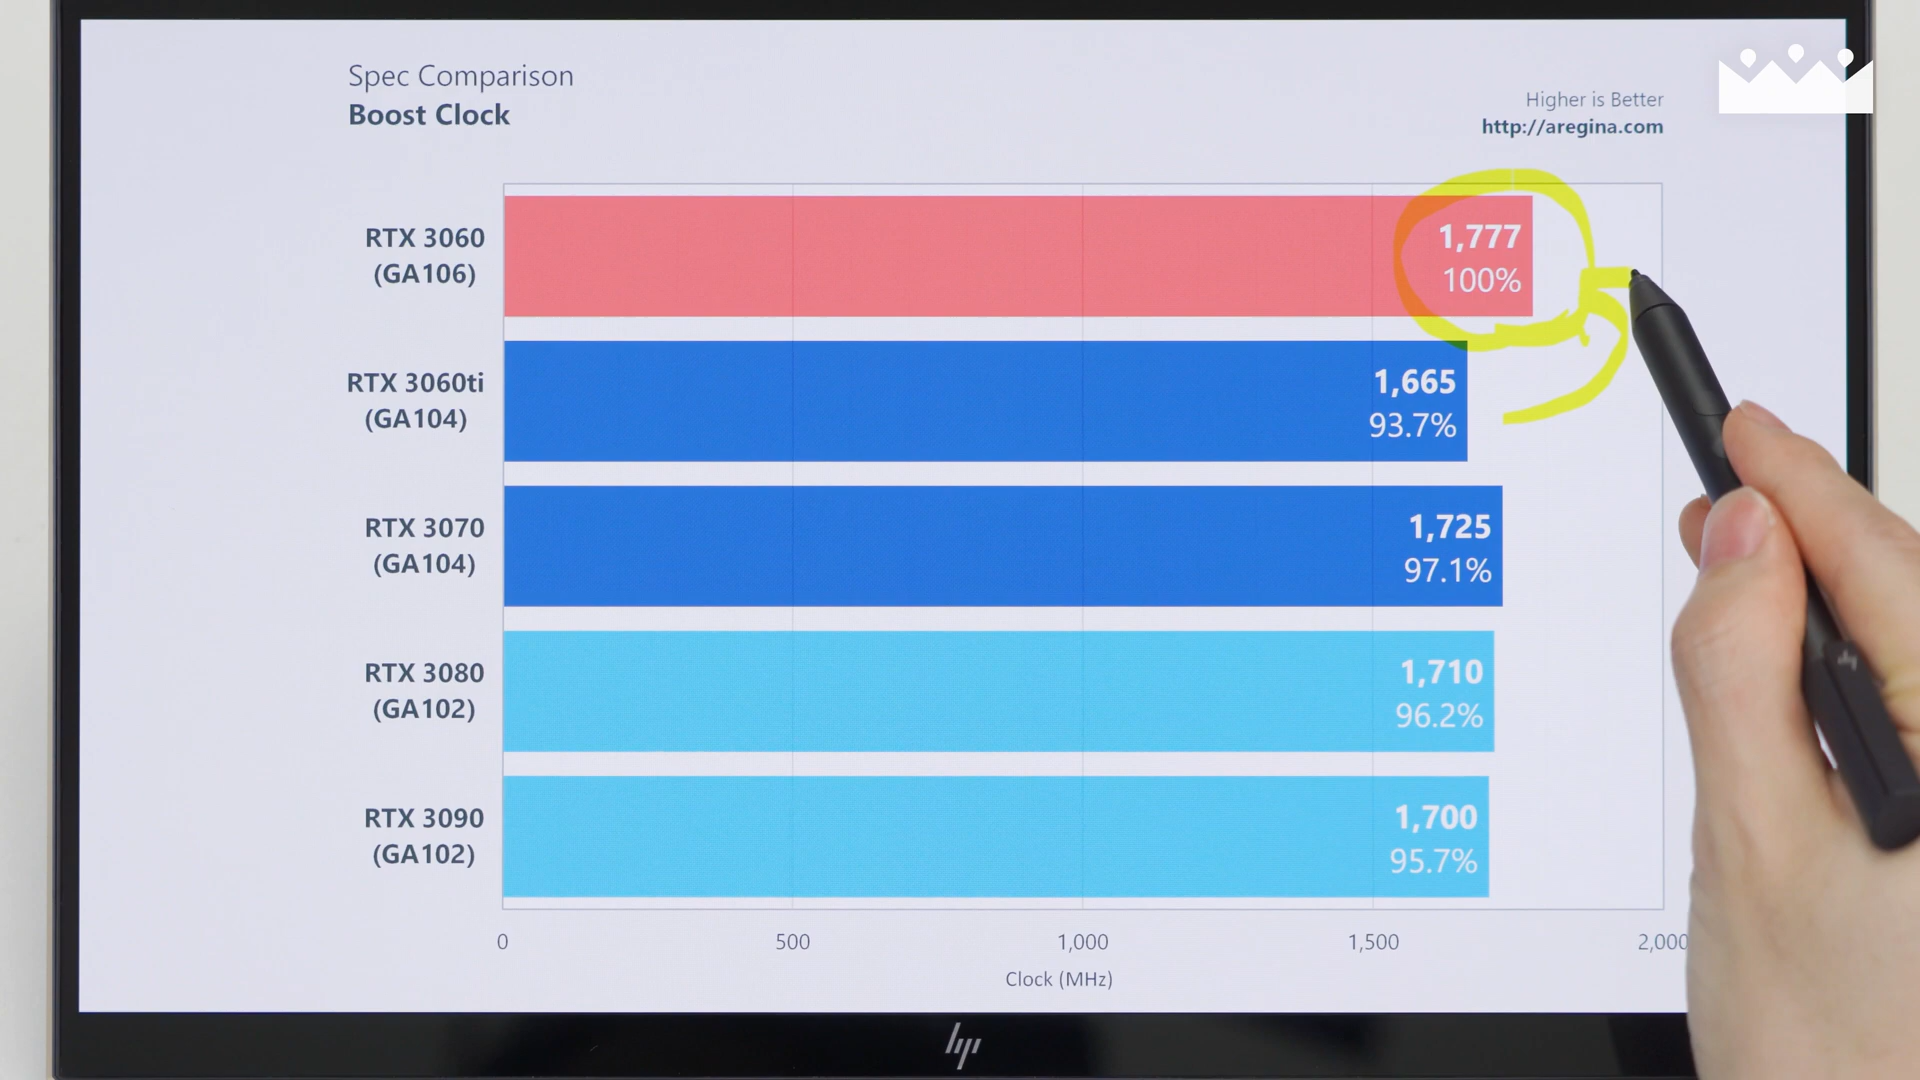 Spec Comparison
Boost Clock
Higher is Better
http://aregina.com
RTX 3060
(GA106)
1,777
100%
RTX 3060ti
(GA104)
1,665
93.7%
RTX 3070
(GA104)
1,725
97.1%
RTX 3080
(GA102)
1,710
96.2%
RTX 3090
(GA102)
1,700
95.7%
0 500 1,000 1,500 2,000
Clock (MHz)
hp